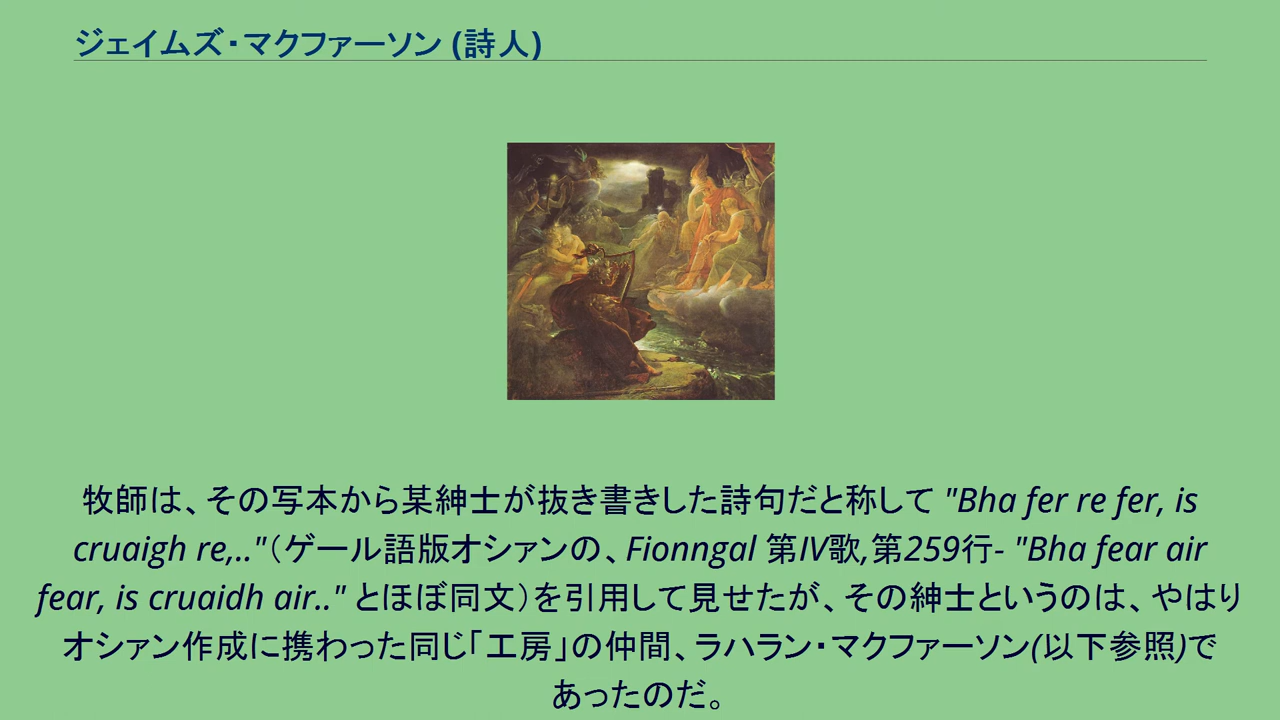 ジェイムズ・マクファーソン (詩人)
牧師は、その写本から某紳士が抜き書きした詩句だと称して "Bha fer re fer, is
cruaigh re,.."（ゲール語版オシァンの、Fionngal 第IV歌,第259行- "Bha fear air
fear, is cruaidh air.." とほぼ同文）を引用して見せたが、その紳士というのは、やはり
オシァン作成に携わった同じ「工房」の仲間、ラハラン・マクファーソン(以下参照)で
あったのだ。